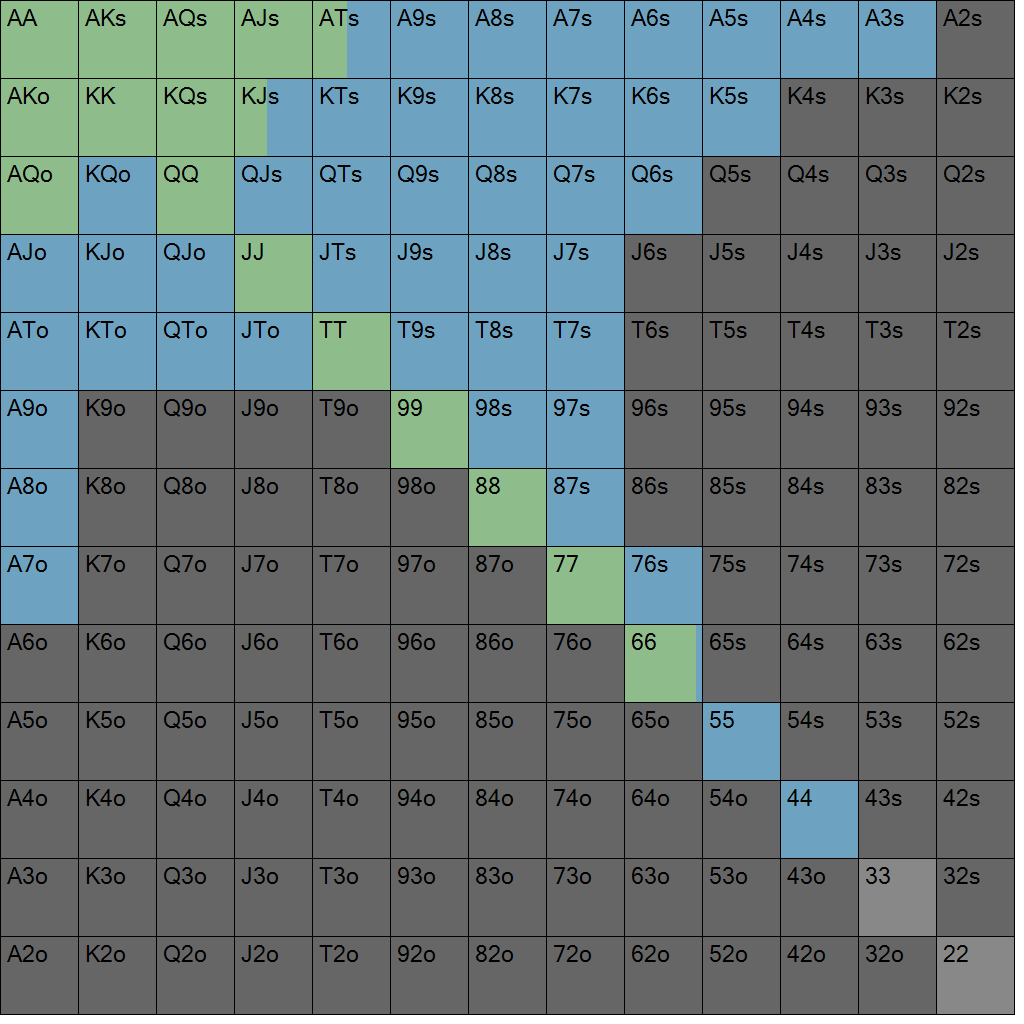 AA AKs AQs AJs ATs A9s A8s A7s A6s A5s A4s A3s A2s
AKo KK KQs KJs KTs K9s K8s K7s K6s K5s K4s K3s K2s
AQo KQo QQ QJs QTs Q9s Q8s Q7s Q6s Q5s Q4s Q3s Q2s
AJo KJo QJo JJ JTs J9s J8s J7s J6s J5s J4s J3s J2s
ATo KTo QTo JTo TT T9s T8s T7s T6s T5s T4s T3s T2s
A9o K9o Q9o J9o T9o 99 98s 97s 96s 95s 94s 93s 92s
A8o K8o Q8o J8o T8o 98o 88 87s 86s 85s 84s 83s 82s
A7o K7o Q7o J7o T7o 97o 87o 77 76s 75s 74s 73s 72s
A6o K6o Q6o J6o T6o 96o 86o 76o 66 65s 64s 63s 62s
A5o K5o Q5o J5o T5o 95o 85o 75o 65o 55 54s 53s 52s
A4o K4o Q4o J4o T4o 94o 84o 74o 64o 54o 44 43s 42s
A3o K3o Q3o J3o T3o 93o 83o 73o 63o 53o 43o 33 32s
A2o K2o Q2o J2o T2o 92o 82o 72o 62o 52o 42o 32o 22